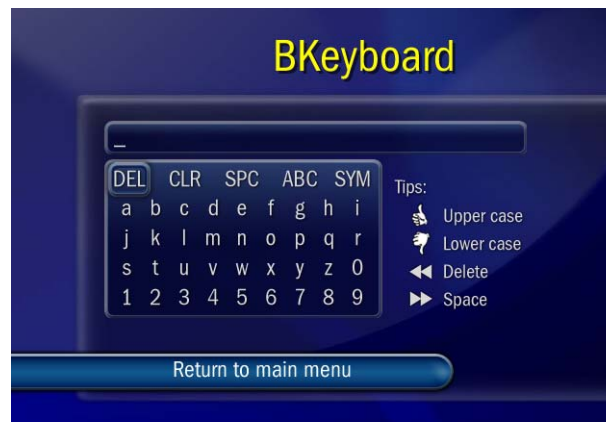 BKeyboard
_
DEL CLR SPC ABC SYM
a b c d e f g h i
j k l m n o p q r
s t u v w x y z 0
1 2 3 4 5 6 7 8 9
Tips:
Upper case
Lower case
Delete
Space
Return to main menu